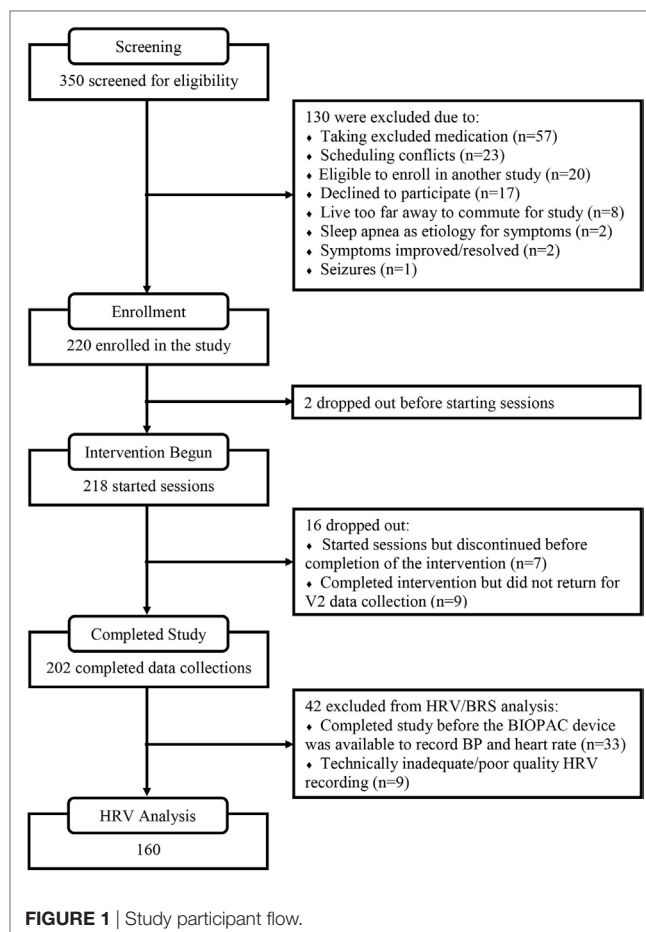 Screening
350 screened for eligibility
130 were excluded due to:
♦ Taking excluded medication (n=57)
♦ Scheduling conflicts (n=23)
♦ Eligible to enroll in another study (n=20)
♦ Declined to participate (n=17)
♦ Live too far away to commute for study (n=8)
♦ Sleep apnea as etiology for symptoms (n=2)
♦ Symptoms improved/resolved (n=2)
♦ Seizures (n=1)
Enrollment
220 enrolled in the study
2 dropped out before starting sessions
Intervention Begun
218 started sessions
16 dropped out:
♦ Started sessions but discontinued before
completion of the intervention (n=7)
♦ Completed intervention but did not return for
V2 data collection (n=9)
Completed Study
202 completed data collections
42 excluded from HRV/BRS analysis:
♦ Completed study before the BIOPAC device
was available to record BP and heart rate (n=33)
♦ Technically inadequate/poor quality HRV
recording (n=9)
HRV Analysis
160
FIGURE 1 | Study participant flow.